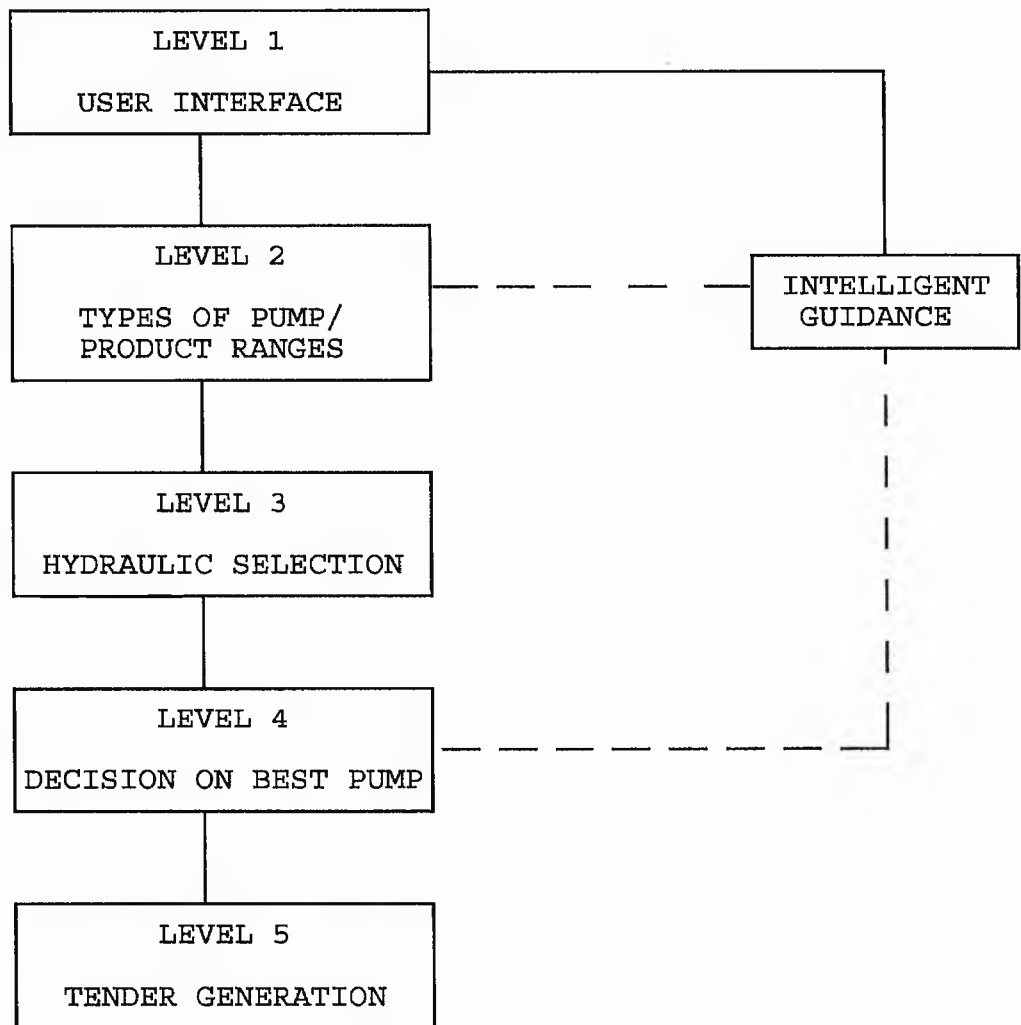 LEVEL 1
USER INTERFACE
LEVEL 2
TYPES OF PUMP/
PRODUCT RANGES
INTELLIGENT
GUIDANCE
LEVEL 3
HYDRAULIC SELECTION
LEVEL 4
DECISION ON BEST PUMP
LEVEL 5
TENDER GENERATION